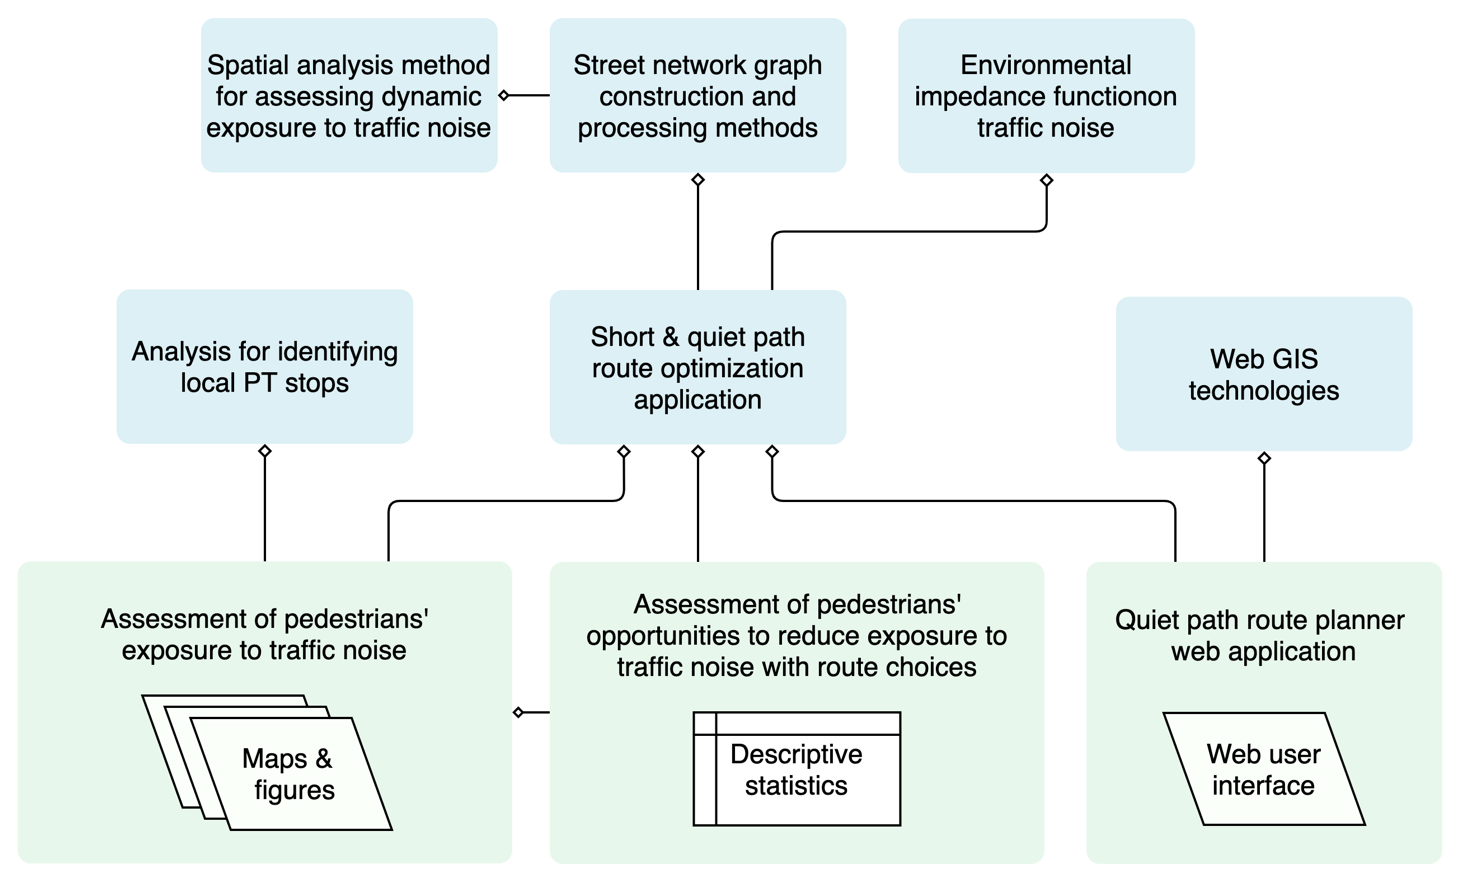 Spatial analysis method
for assessing dynamic
exposure to traffic noise
Street network graph
construction and
processing methods
Environmental
impedance functionon
traffic noise
Analysis for identifying
local PT stops
Short & quiet path
route optimization
application
Web GIS
technologies
Assessment of pedestrians'
exposure to traffic noise
Maps &
figures
Assessment of pedestrians'
opportunities to reduce exposure to
traffic noise with route choices
Descriptive
statistics
Quiet path route planner
web application
Web user
interface